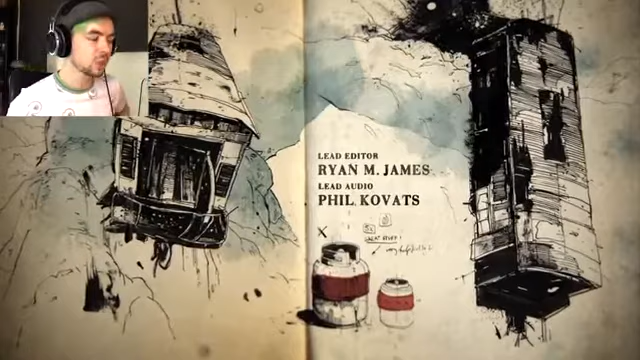 LEAD EDITOR
RYAN M. JAMES
LEAD AUDIO
PHIL KOVATS